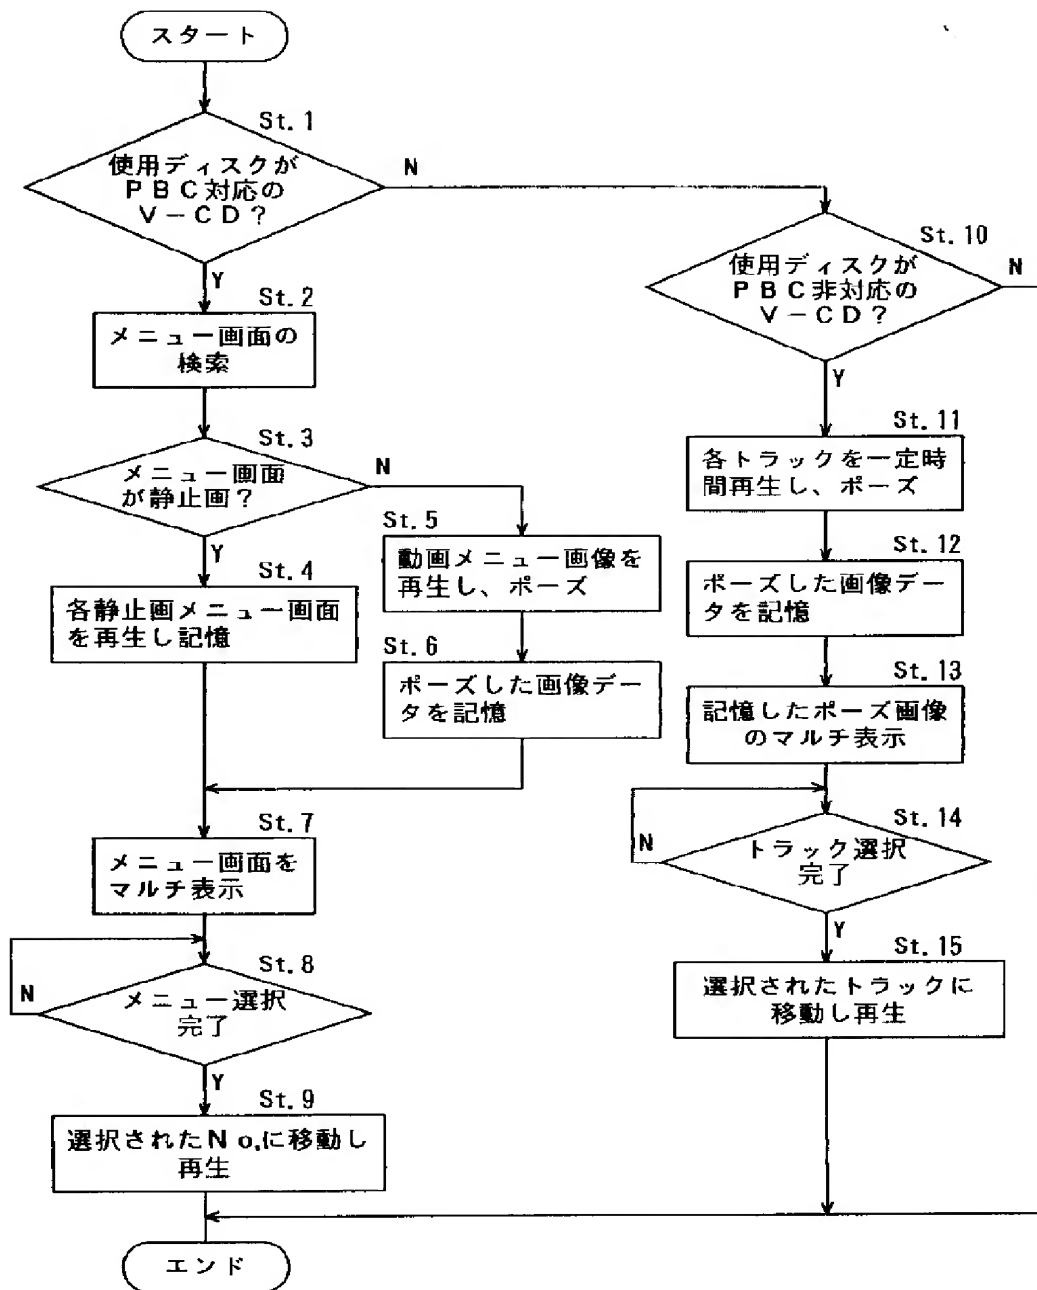 スタート
St. 1
使用ディスクが
PBC対応の
V-CD?
N
Y
St. 2
メニュー画面の
検索
St. 3
メニュー画面
が静止画?
N
Y
St. 4
各静止画メニュー画面
を再生し記憶
St. 5
動画メニュー画像を
再生し、ポーズ
St. 6
ポーズした画像デー
タを記憶
St. 7
メニュー画面を
マルチ表示
St. 8
メニュー選択
完了
N
Y
St. 9
選択されたNo.に移動し
再生
St. 10
使用ディスクが
PBC非対応の
V-CD?
N
Y
St. 11
各トラックを一定時
間再生し、ポーズ
St. 12
ポーズした画像デー
タを記憶
St. 13
記憶したポーズ画像
のマルチ表示
St. 14
トラック選択
完了
N
Y
St. 15
選択されたトラックに
移動し再生
エンド